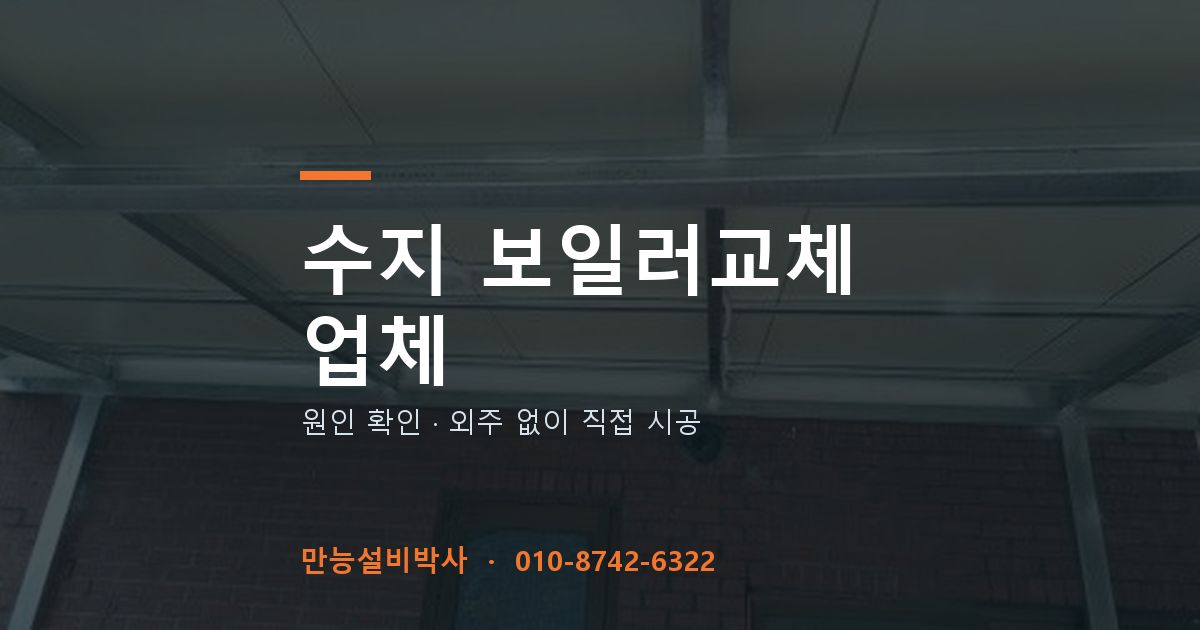 수지 보일러교체
업체
원인 확인 · 외주 없이 직접 시공
만능설비박사 · 010-8742-6322